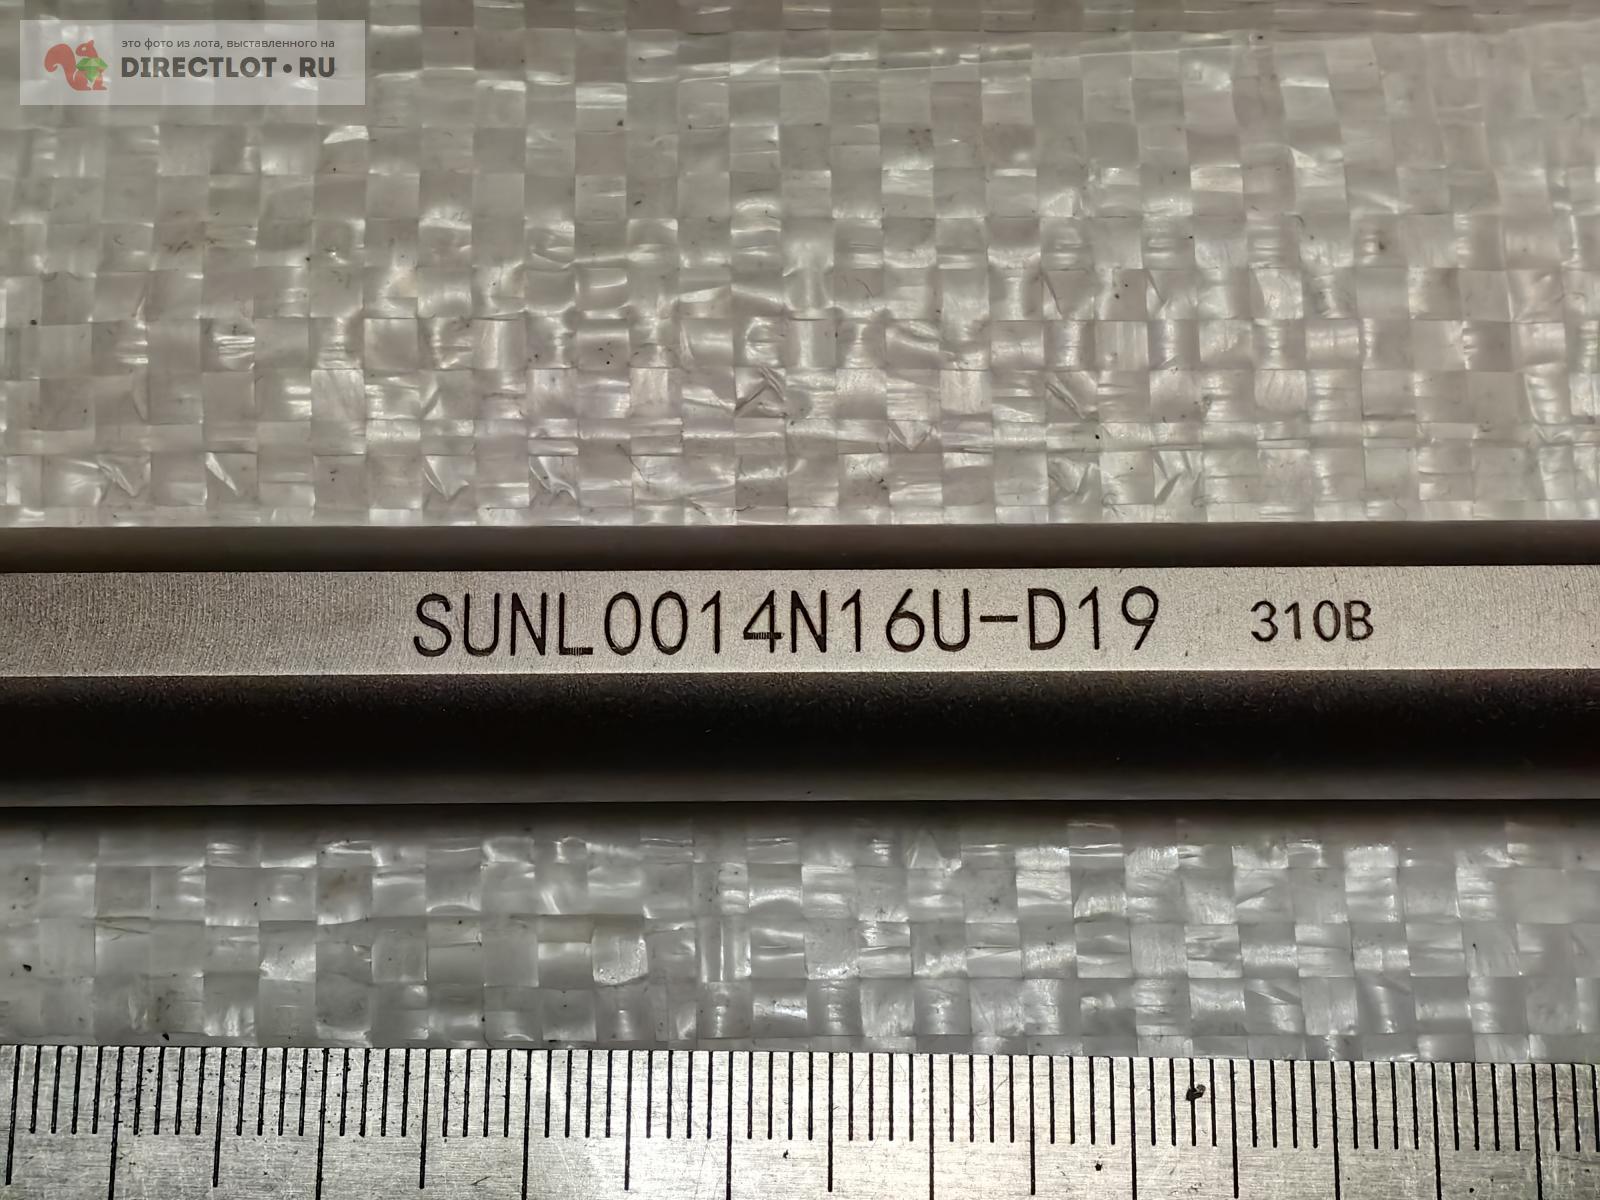 это фото из лота, выставленного на
DIRECTLOT•RU
SUNL0014N16U-D19 310B